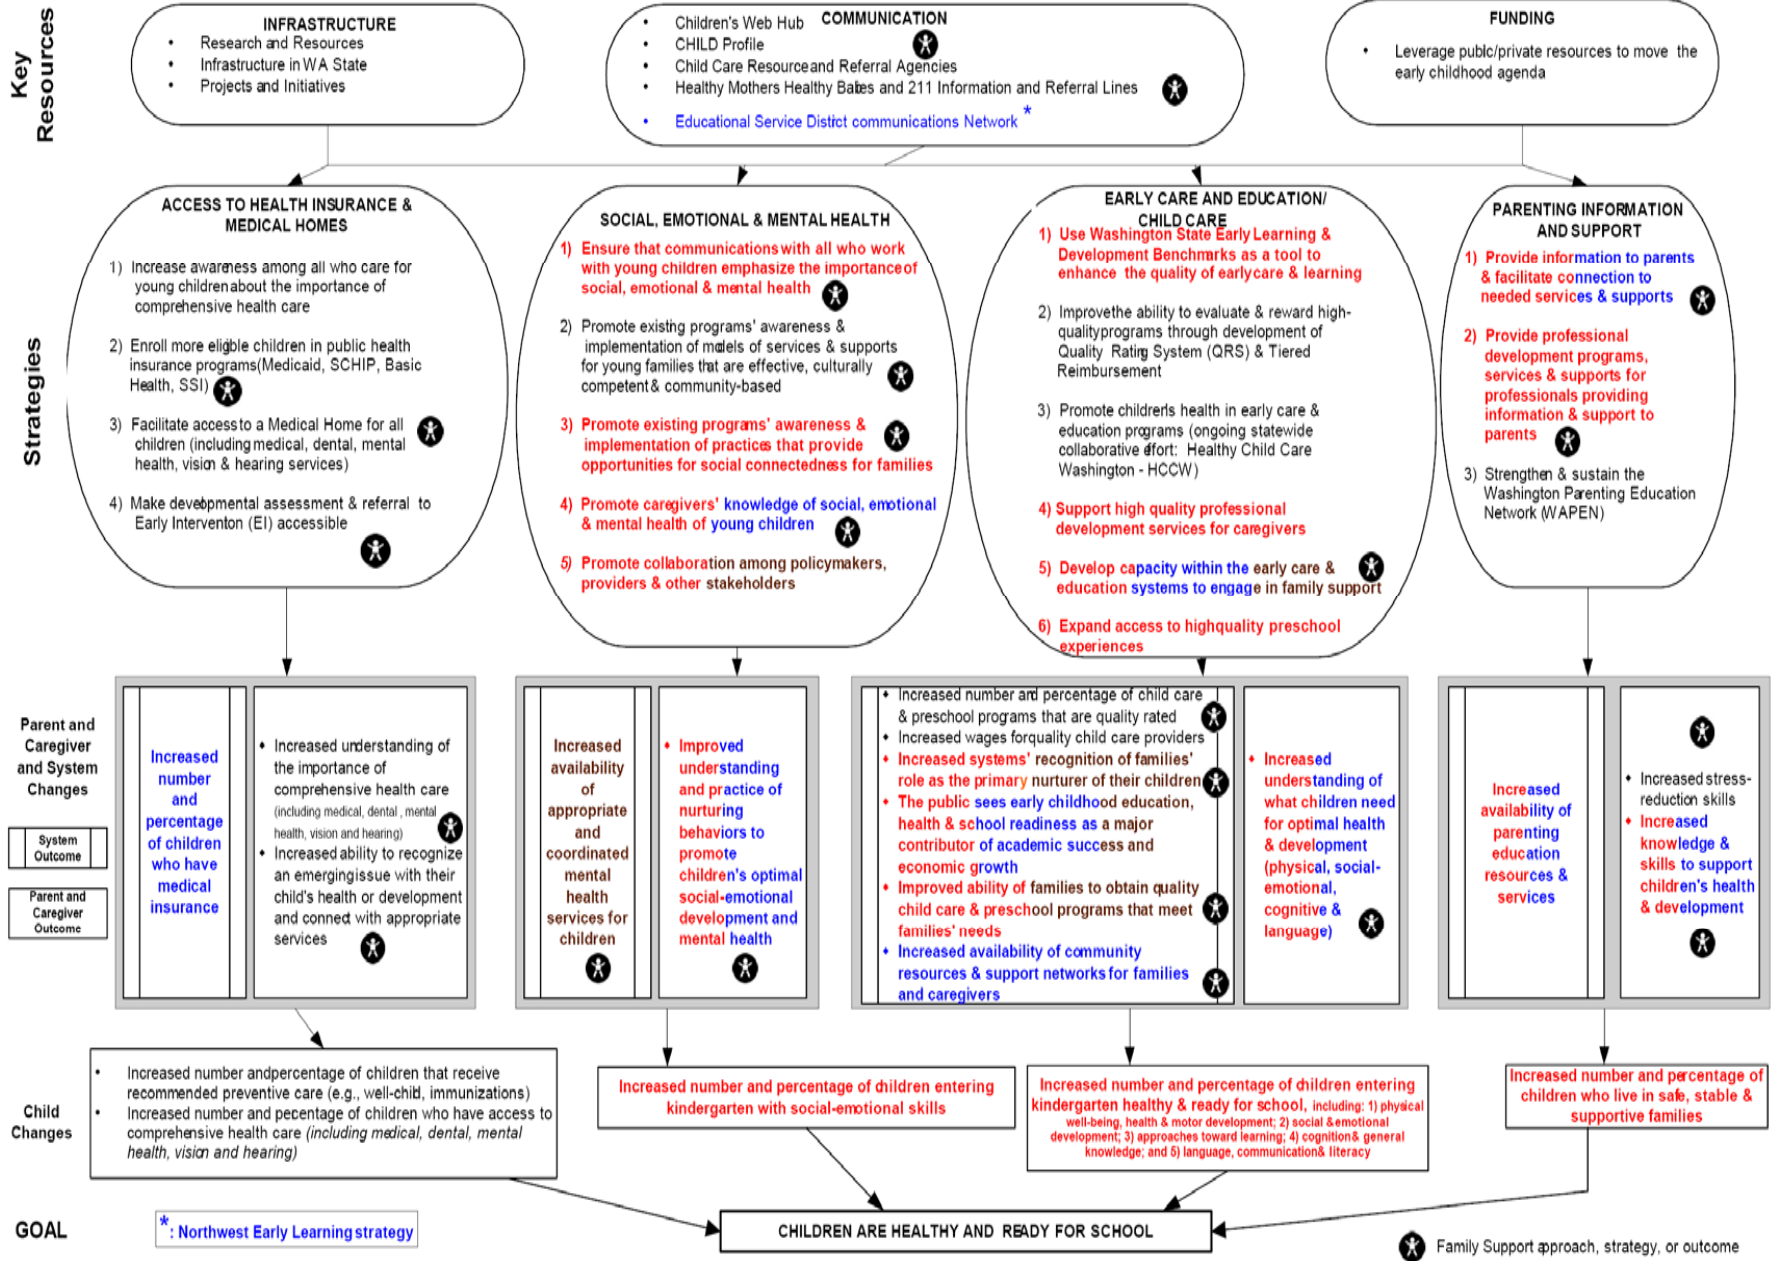 Key
Resources
INFRASTRUCTURE
• Research and Resources
• Infrastructure in WA State
• Projects and Initiatives
COMMUNICATION
• Children's Web Hub
• CHILD Profile
• Child Care Resource and Referral Agencies
• Healthy Mothers Healthy Babies and 211 Information and Referral Lines
• Educational Service District communications Network *
FUNDING
• Leverage public/private resources to move the
early childhood agenda
Strategies
ACCESS TO HEALTH INSURANCE &
MEDICAL HOMES
1) Increase awareness among all who care for
young children about the importance of
comprehensive health care
2) Enroll more eligible children in public health
insurance programs (Medicaid, SCHIP, Basic
Health, SSI)
3) Facilitate access to a Medical Home for all
children (including medical, dental, mental
health, vision & hearing services)
4) Make developmental assessment & referral to
Early Interventon (EI) accessible
SOCIAL, EMOTIONAL & MENTAL HEALTH
1) Ensure that communications with all who work
with young children emphasize the importance of
social, emotional & mental health
2) Promote existing programs' awareness &
implementation of models of services & supports
for young families that are effective, culturally
competent & community-based
3) Promote existing programs' awareness &
implementation of practices that provide
opportunities for social connectedness for families
4) Promote caregivers' knowledge of social, emotional
& mental health of young children
5) Promote collaboration among policymakers,
providers & other stakeholders
EARLY CARE AND EDUCATION/
CHILD CARE
1) Use Washington State Early Learning &
Development Benchmarks as a tool to
enhance the quality of early care & learning
2) Improve the ability to evaluate & reward high-
quality programs through development of
Quality Rating System (QRS) & Tiered
Reimbursement
3) Promote children's health in early care &
education programs (ongoing statewide
collaborative effort: Healthy Child Care
Washington - HCCW)
4) Support high quality professional
development services for caregivers
5) Develop capacity within the early care &
education systems to engage in family support
6) Expand access to high quality preschool
experiences
PARENTING INFORMATION
AND SUPPORT
1) Provide information to parents
& facilitate connection to
needed services & supports
2) Provide professional
development programs,
services & supports for
professionals providing
information & support to
parents
3) Strengthen & sustain the
Washington Parenting Education
Network (WAPEN)
Parent and
Caregiver
and System
Changes
System
Outcome
Parent and
Caregiver
Outcome
Increased
number
and
percentage
of children
who have
medical
insurance
• Increased understanding of
the importance of
comprehensive health care
(including medical, dental, mental
health, vision and hearing)
• Increased ability to recognize
an emerging issue with their
child's health or development
and connect with appropriate
services
Increased
availability
of
appropriate
and
coordinated
mental
health
services for
children
• Improved
understanding
and practice of
nurturing
behaviors to
promote
children's optimal
social-emotional
development and
mental health
• Increased number and percentage of child care
& preschool programs that are quality rated
• Increased wages for quality child care providers
• Increased systems' recognition of families'
role as the primary nurturer of their children
• The public sees early childhood education,
health & school readiness as a major
contributor of academic success and
economic growth
• Improved ability of families to obtain quality
child care & preschool programs that meet
families' needs
• Increased availability of community
resources & support networks for families
and caregivers
• Increased
understanding of
what children need
for optimal health
& development
(physical, social-
emotional,
cognitive &
language)
Increased
availability of
parenting
education
resources &
services
• Increased stress-
reduction skills
• Increased
knowledge &
skills to support
children's health
& development
Child
Changes
• Increased number and percentage of children that receive
recommended preventive care (e.g., well-child, immunizations)
• Increased number and pecentage of children who have access to
comprehensive health care (including medical, dental, mental
health, vision and hearing)
Increased number and percentage of children entering
kindergarten with social-emotional skills
Increased number and percentage of children entering
kindergarten healthy & ready for school, including: 1) physical
well-being, health & motor development; 2) social & emotional
development; 3) approaches toward learning; 4) cognition & general
knowledge; and 5) language, communication & literacy
Increased number and percentage of
children who live in safe, stable &
supportive families
GOAL
*: Northwest Early Learning strategy
CHILDREN ARE HEALTHY AND READY FOR SCHOOL
Family Support approach, strategy, or outcome